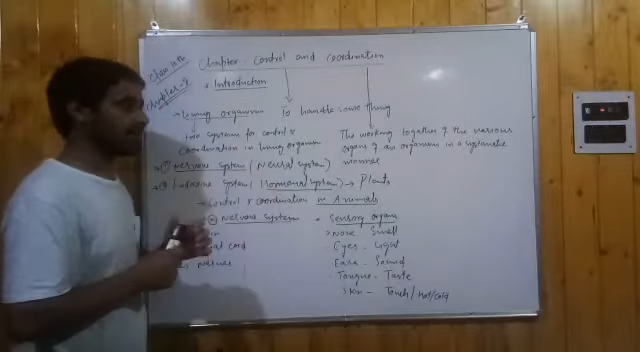 Class 10th
Chapter-
Chapter- Control and Coordination
* Introduction
→ Living organism
To handle some thing
two systems for control &
Coordination in Living organism
The working together of the various
organs of an organism in a systematic
manner
→ ① Nervous System (Neural System)
→ ② Endocrine System (Hormonal System) → Plants
→ Control & Coordination in Animals
Nervous System
cord
nerves
* Sensory organs
> Nose - Smell
Eyes - Light
Ears - Sound
Tongue - Taste
> Skin - Touch / Hot/cold